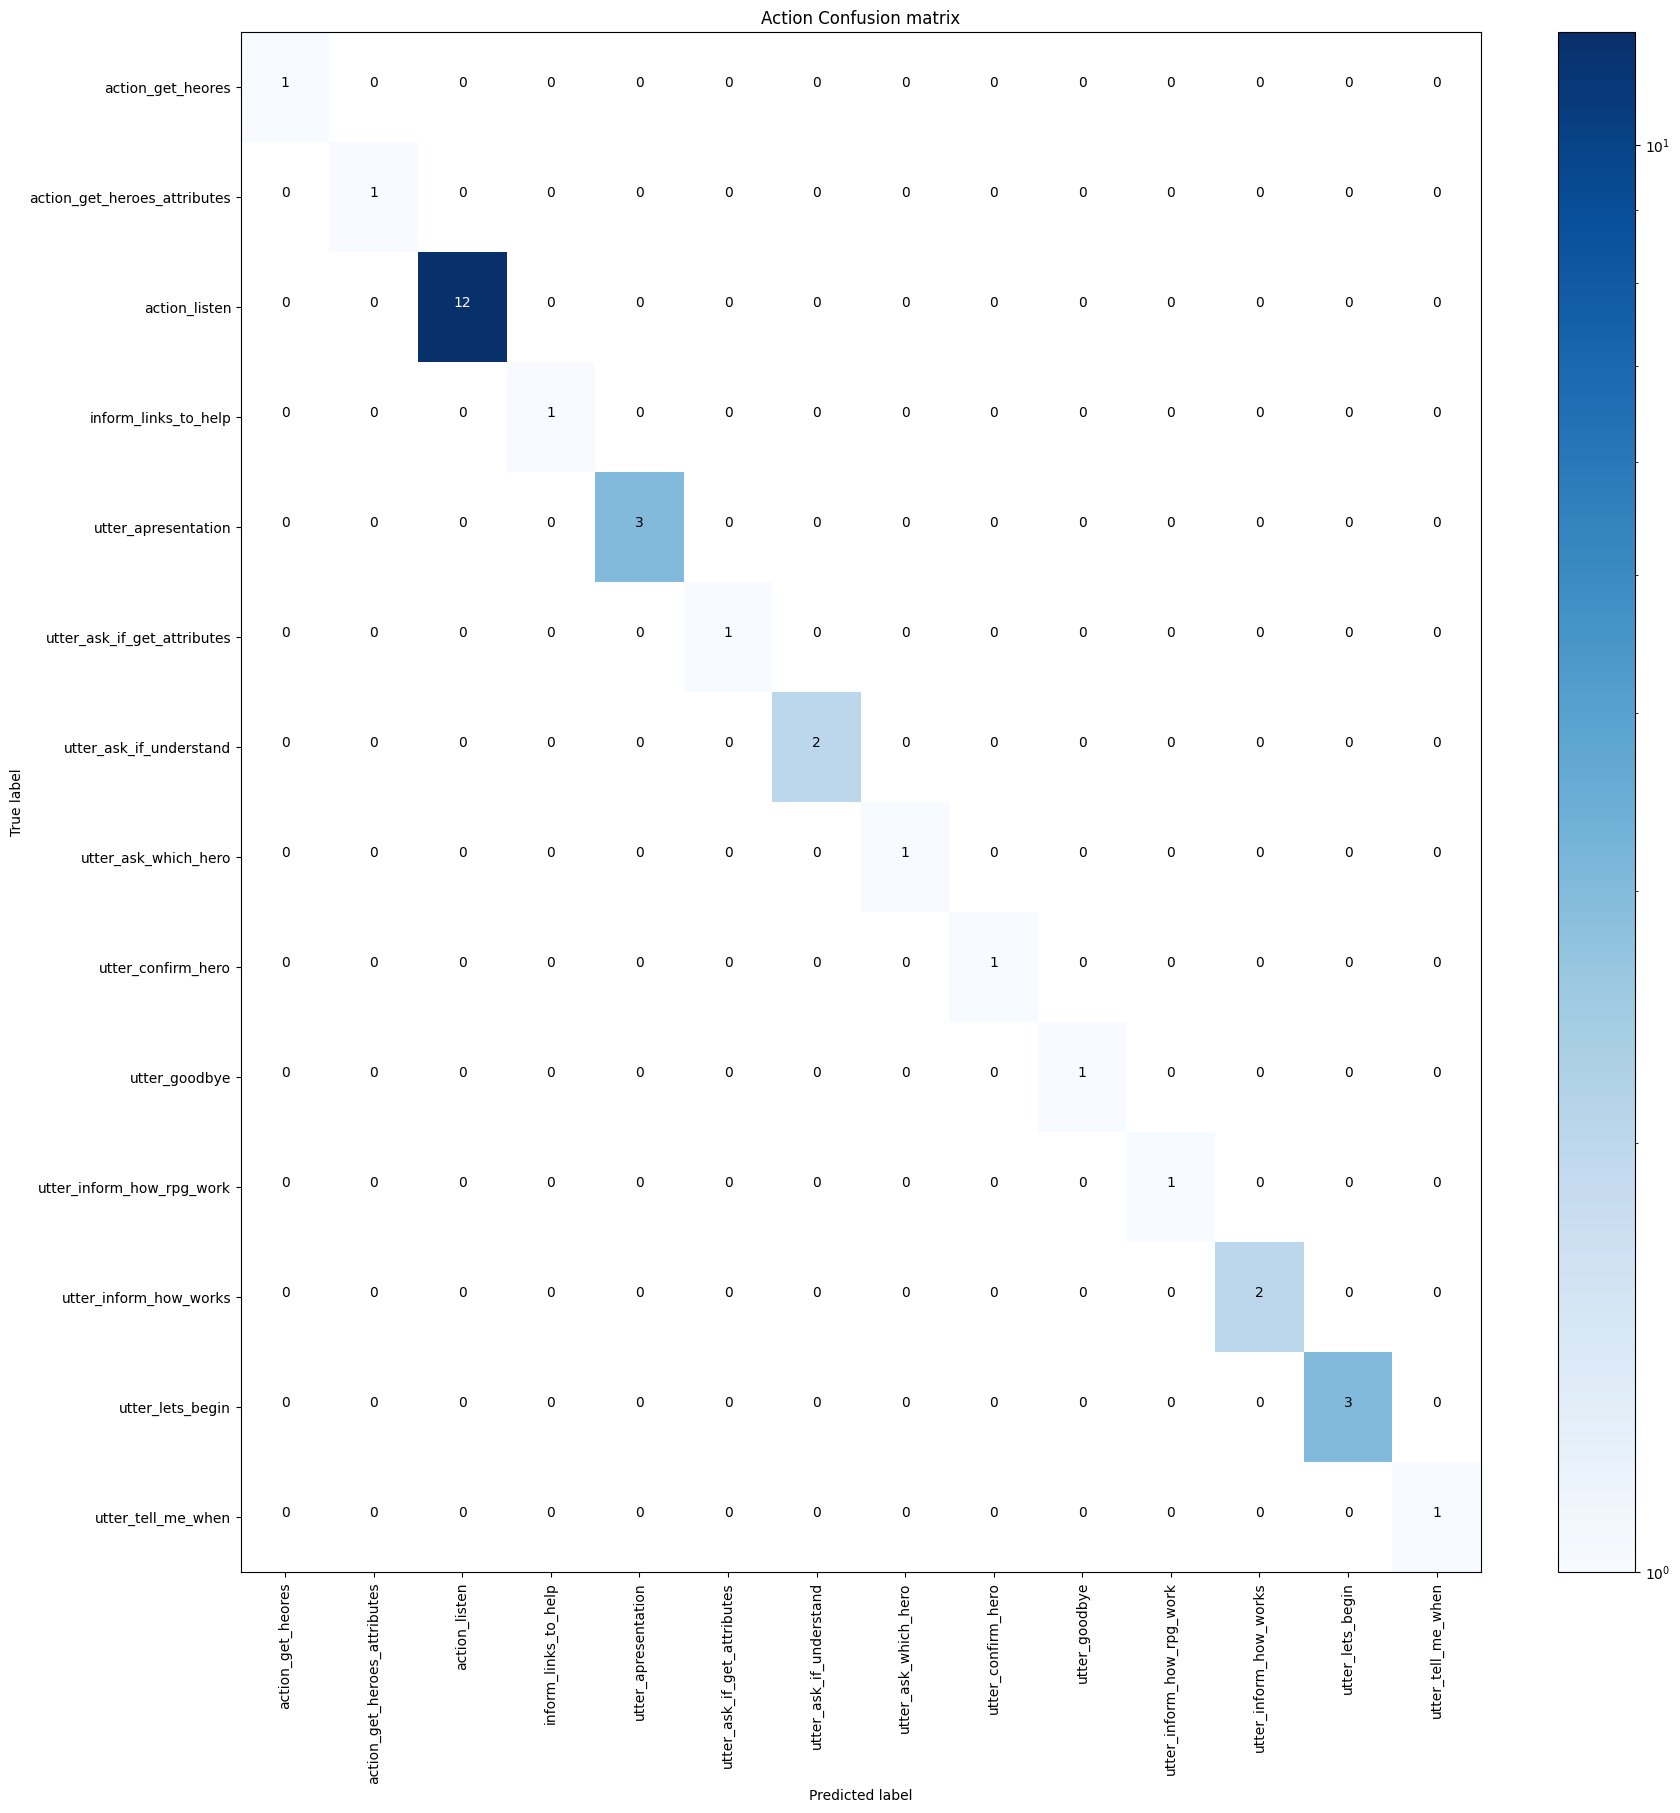 Action Confusion matrix
action_get_heores 1 0 0 0 0 0 0 0 0 0 0 0 0 0
10¹
action_get_heroes_attributes 0 1 0 0 0 0 0 0 0 0 0 0 0 0
action_listen 0 0 12 0 0 0 0 0 0 0 0 0 0 0
inform_links_to_help 0 0 0 1 0 0 0 0 0 0 0 0 0 0
utter_apresentation 0 0 0 0 3 0 0 0 0 0 0 0 0 0
utter_ask_if_get_attributes 0 0 0 0 0 1 0 0 0 0 0 0 0 0
utter_ask_if_understand 0 0 0 0 0 0 2 0 0 0 0 0 0 0
True label
utter_ask_which_hero 0 0 0 0 0 0 0 1 0 0 0 0 0 0
utter_confirm_hero 0 0 0 0 0 0 0 0 1 0 0 0 0 0
utter_goodbye 0 0 0 0 0 0 0 0 0 1 0 0 0 0
utter_inform_how_rpg_work 0 0 0 0 0 0 0 0 0 0 1 0 0 0
utter_inform_how_works 0 0 0 0 0 0 0 0 0 0 0 2 0 0
utter_lets_begin 0 0 0 0 0 0 0 0 0 0 0 0 3 0
utter_tell_me_when 0 0 0 0 0 0 0 0 0 0 0 0 0 1
10⁰
action_get_heores
action_get_heroes_attributes
action_listen
inform_links_to_help
utter_apresentation
utter_ask_if_get_attributes
utter_ask_if_understand
utter_ask_which_hero
utter_confirm_hero
utter_goodbye
utter_inform_how_rpg_work
utter_inform_how_works
utter_lets_begin
utter_tell_me_when
Predicted label